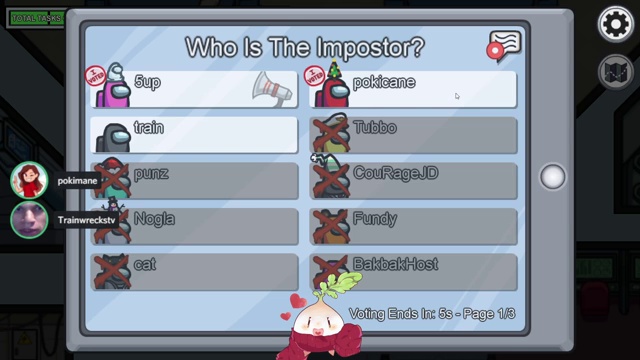 TOTAL TASKS
Who Is The Impostor?
I VOTED
5up
I VOTED
pokicane
train
Tubbo
punz
CouRageJD
Nogla
Fundy
cat
BakbakHost
pokimane
Trainwreckstv
Voting Ends In: 5s - Page 1/3